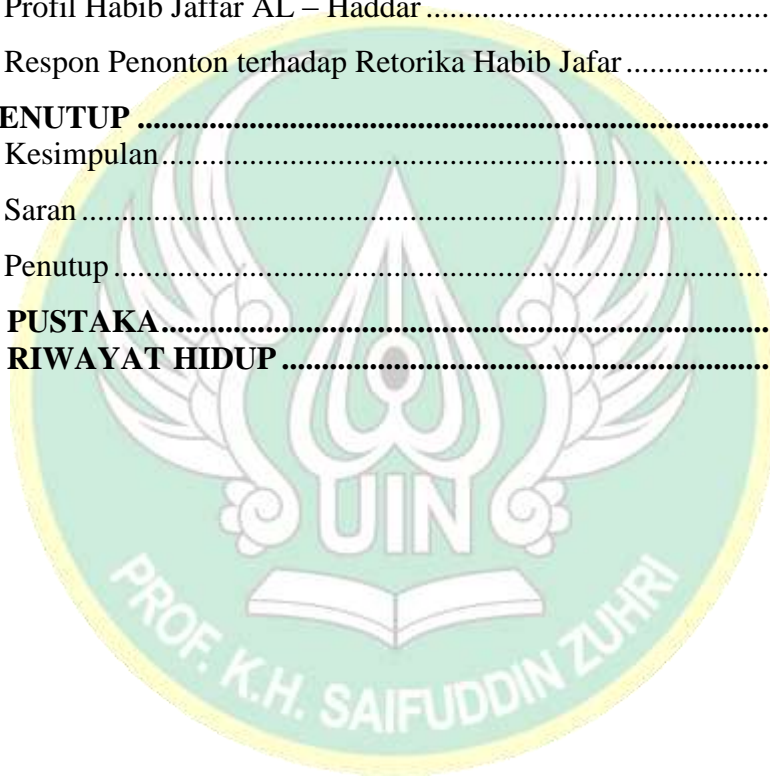 Profil Habib Jaffar AL – Haddar ..........................................
Respon Penonton terhadap Retorika Habib Jafar ..................
ENUTUP ..............................................................................
Kesimpulan ...........................................................................
Saran .....................................................................................
Penutup .................................................................................
PUSTAKA ............................................................................
RIWAYAT HIDUP ...............................................................
UIN
PROF. K.H. SAIFUDDIN ZUHRI